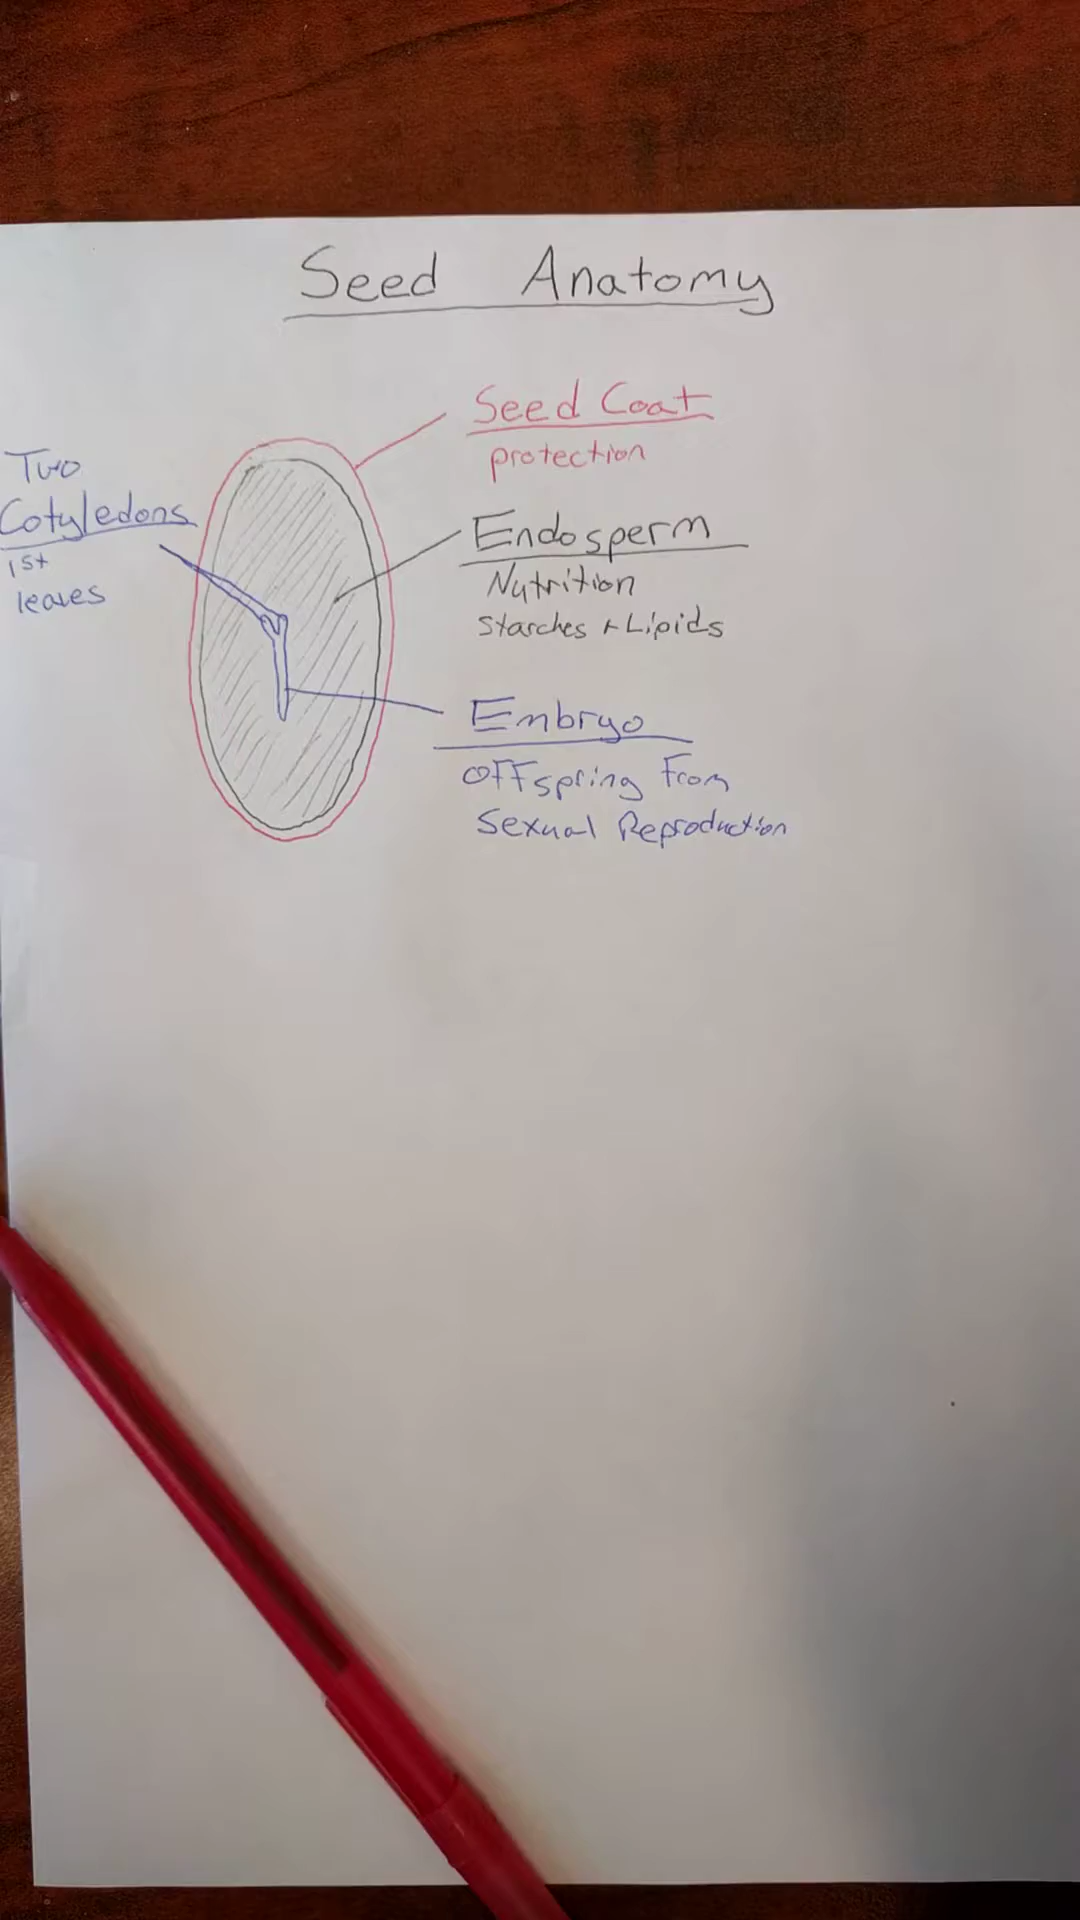 Seed Anatomy
Seed Coat
protection
Two
Cotyledons
1st
leaves
Endosperm
Nutrition
Starches + Lipids
Embryo
Offspring From
Sexual Reproduction